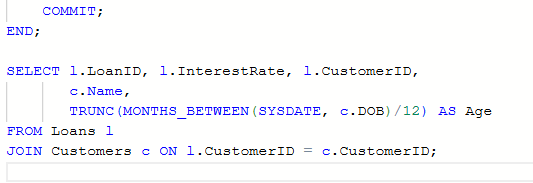 COMMIT;
END;
SELECT l.LoanID, l.InterestRate, l.CustomerID,
c.Name,
TRUNC(MONTHS_BETWEEN(SYSDATE, c.DOB)/12) AS Age
FROM Loans l
JOIN Customers c ON l.CustomerID = c.CustomerID;